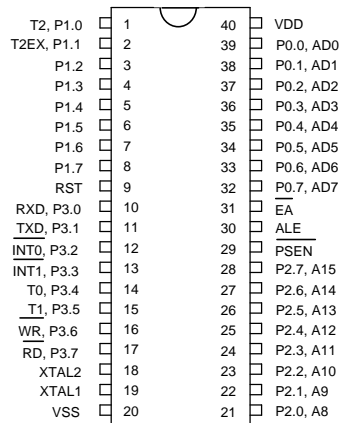 T2, P1.0 1 40 VDD
T2EX, P1.1 2 39 P0.0, AD0
P1.2 3 38 P0.1, AD1
P1.3 4 37 P0.2, AD2
P1.4 5 36 P0.3, AD3
P1.5 6 35 P0.4, AD4
P1.6 7 34 P0.5, AD5
P1.7 8 33 P0.6, AD6
RST 9 32 P0.7, AD7
RXD, P3.0 10 31 EA
TXD, P3.1 11 30 ALE
INT0, P3.2 12 29 PSEN
INT1, P3.3 13 28 P2.7, A15
T0, P3.4 14 27 P2.6, A14
T1, P3.5 15 26 P2.5, A13
WR, P3.6 16 25 P2.4, A12
RD, P3.7 17 24 P2.3, A11
XTAL2 18 23 P2.2, A10
XTAL1 19 22 P2.1, A9
VSS 20 21 P2.0, A8